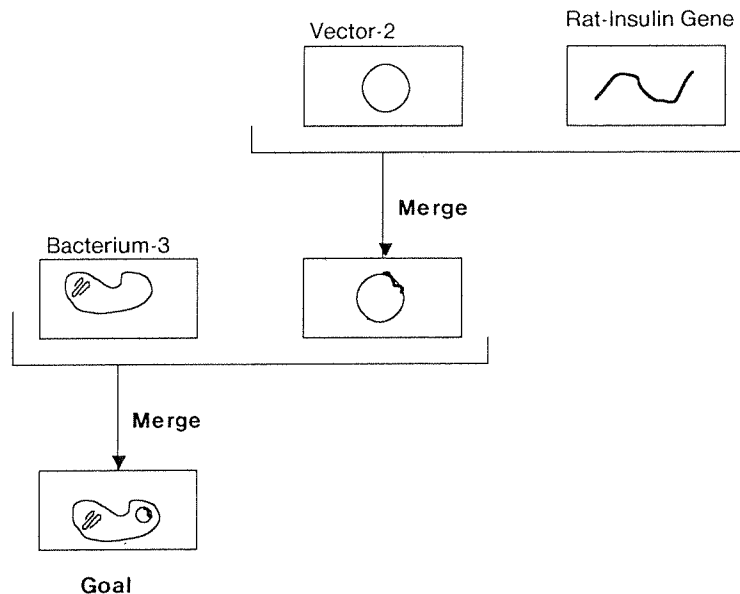 Vector-2
Rat-Insulin Gene
Merge
Bacterium-3
Merge
Goal